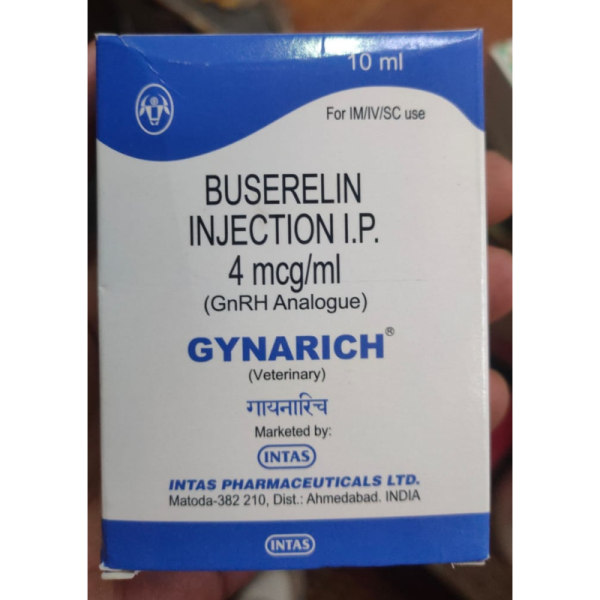 10 ml
For IM/IV/SC use
BUSERELIN
INJECTION I.P.
4 mcg/ml
(GnRH Analogue)
GYNARICH®
(Veterinary)
गायनारिच
Marketed by:
INTAS
INTAS PHARMACEUTICALS LTD.
Matoda-382 210, Dist.: Ahmedabad. INDIA
INTAS